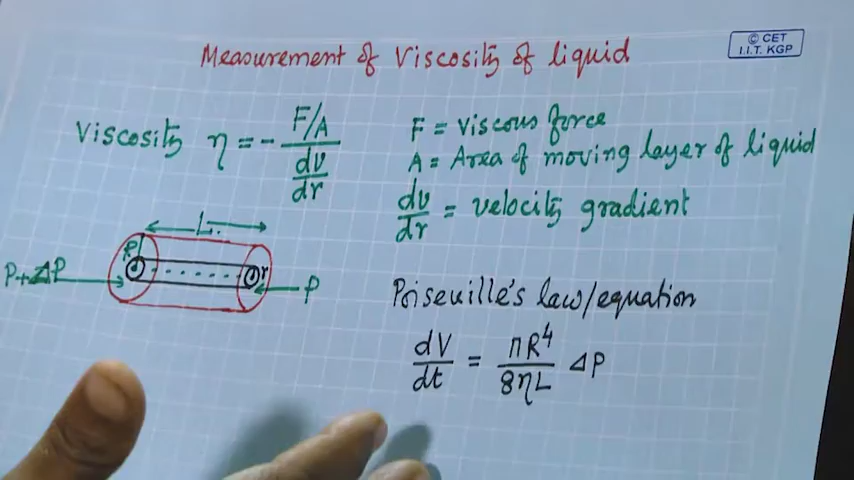 © CET
I.I.T. KGP
Measurement of Viscosity of liquid
Viscosity η = - F/A / dv/dr
F = Viscous force
A = Area of moving layer of liquid
dv/dr = velocity gradient
L.
R
P+ΔP
r
P
Poiseuille's law/equation
dV/dt = πR⁴/8ηL ΔP